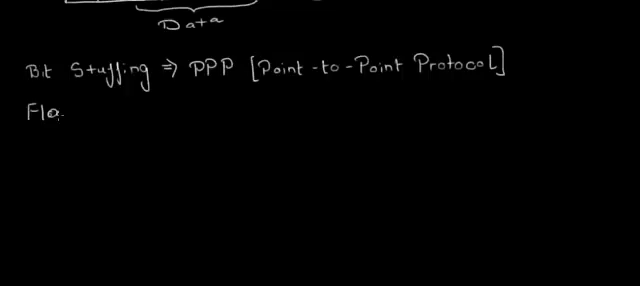 Data
Bit Stuffing ⇒ PPP [Point-to-Point Protocol]
Fla